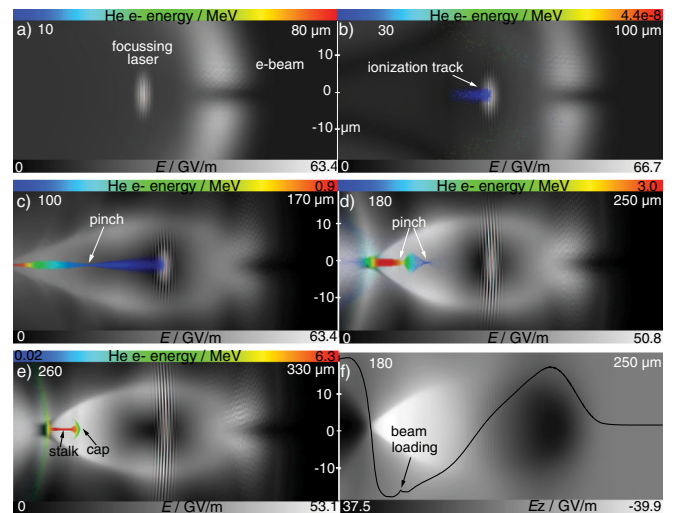 He e- energy / MeV
a) 10 80 µm
focussing
laser
e-beam
10
0
-10 µm
0 E / GV/m 63.4
He e- energy / MeV 4.4e-8
b) 30 100 µm
ionization track
0 E / GV/m 66.7
He e- energy / MeV 0.9
c) 100 170 µm
pinch
10
0
-10
0 E / GV/m 63.4
He e- energy / MeV 3.0
d) 180 250 µm
pinch
0 E / GV/m 50.8
0.02 He e- energy / MeV 6.3
e) 260 330 µm
stalk
cap
10
0
-10
0 E / GV/m 53.1
f) 180 250 µm
beam
loading
37.5 Ez / GV/m -39.9